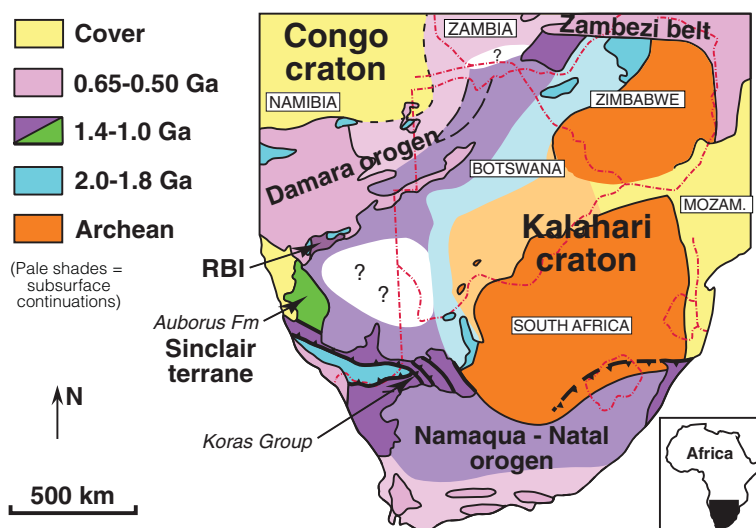 Cover
0.65-0.50 Ga
1.4-1.0 Ga
2.0-1.8 Ga
Archean
(Pale shades =
subsurface
continuations)
N
500 km
Congo
craton
ZAMBIA
Zambezi belt
?
NAMIBIA
ZIMBABWE
Damara orogen
BOTSWANA
MOZAM.
Kalahari
craton
RBI
?
?
Auborus Fm
Sinclair
terrane
SOUTH AFRICA
Koras Group
Namaqua - Natal
orogen
Africa